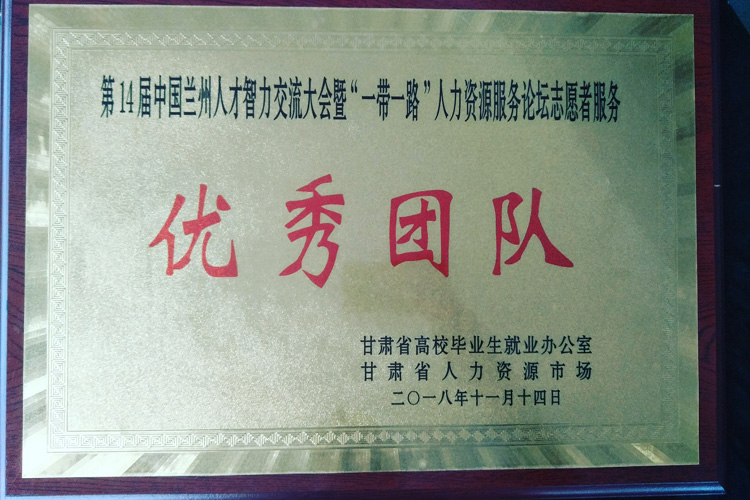 第14届中国兰州人才智力交流大会暨“一带一路”人力资源服务论坛志愿者服务
优秀团队
甘肃省高校毕业生就业办公室
甘肃省人力资源市场
二〇一八年十一月十四日